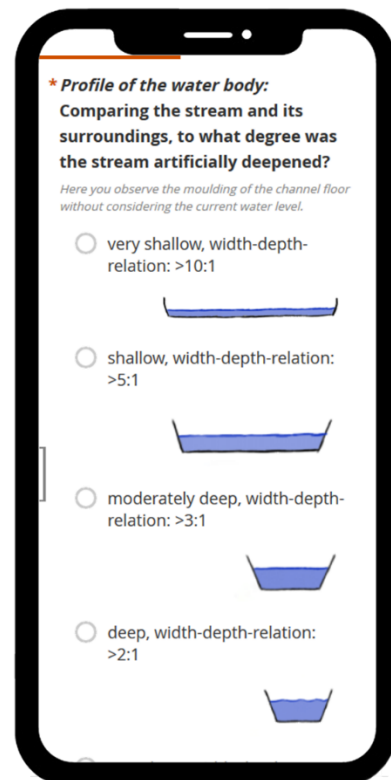 * Profile of the water body:
Comparing the stream and its
surroundings, to what degree was
the stream artificially deepened?
Here you observe the moulding of the channel floor
without considering the current water level.
very shallow, width-depth-
relation: >10:1
shallow, width-depth-relation:
>5:1
moderately deep, width-depth-
relation: >3:1
deep, width-depth-relation:
>2:1